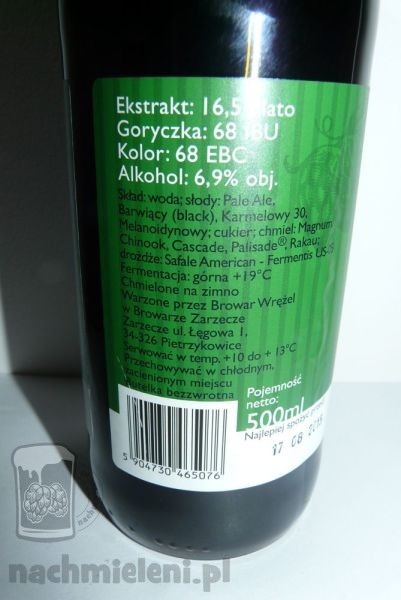 Ekstrakt: 16,5 Plato
Goryczka: 68 IBU
Kolor: 68 EBC
Alkohol: 6,9% obj.
Skład: woda; słody: Pale Ale,
Barwiący (black), Karmelowy 30,
Melanoidynowy; cukier; chmiel: Magnum
Chinook, Cascade, Palisade® Rakau;
drożdże: Safale American - Fermentis US-05
Fermentacja: górna +19°C
Chmielone na zimno
Warzone przez Browar Wrężel
w Browarze Zarzecze
Zarzecze ul. Łęgowa 1,
34-326 Pietrzykowice
Serwować w temp. +10 do + 13°C
Przechowywać w chłodnym,
zacienionym miejscu
Butelka bezzwrotna
Pojemność
netto:
500ml
Najlepiej spożyć przed
17 08 2015
5 904730 465076
nachmieleni.pl